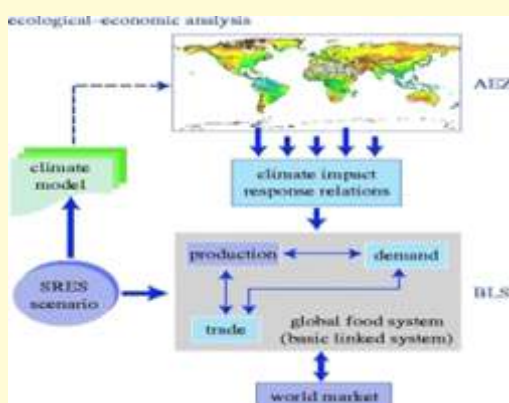 ecological–economic analysis
AEZ
climate
model
climate impact
response relations
production
demand
SRES
scenario
BLS
trade
global food system
(basic linked system)
world market